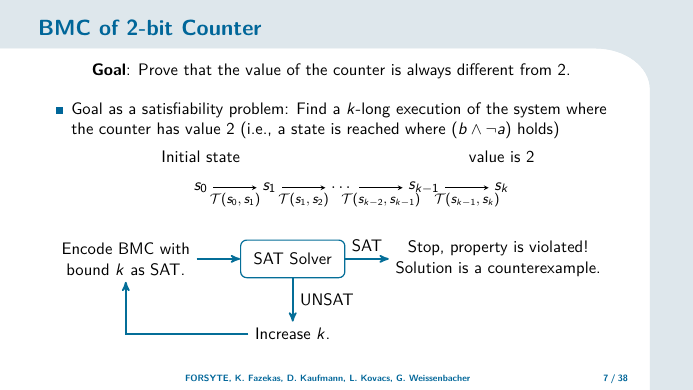 BMC of 2-bit Counter
Goal: Prove that the value of the counter is always different from 2.
Goal as a satisfiability problem: Find a k-long execution of the system where
the counter has value 2 (i.e., a state is reached where (b ∧ ¬a) holds)
Initial state value is 2
s₀ s₁ ⋯ sₖ₋₁ sₖ
𝒯(s₀, s₁) 𝒯(s₁, s₂) 𝒯(sₖ₋₂, sₖ₋₁) 𝒯(sₖ₋₁, sₖ)
Encode BMC with
bound k as SAT.
SAT Solver
SAT
Stop, property is violated!
Solution is a counterexample.
UNSAT
Increase k.
FORSYTE, K. Fazekas, D. Kaufmann, L. Kovacs, G. Weissenbacher 7 / 38